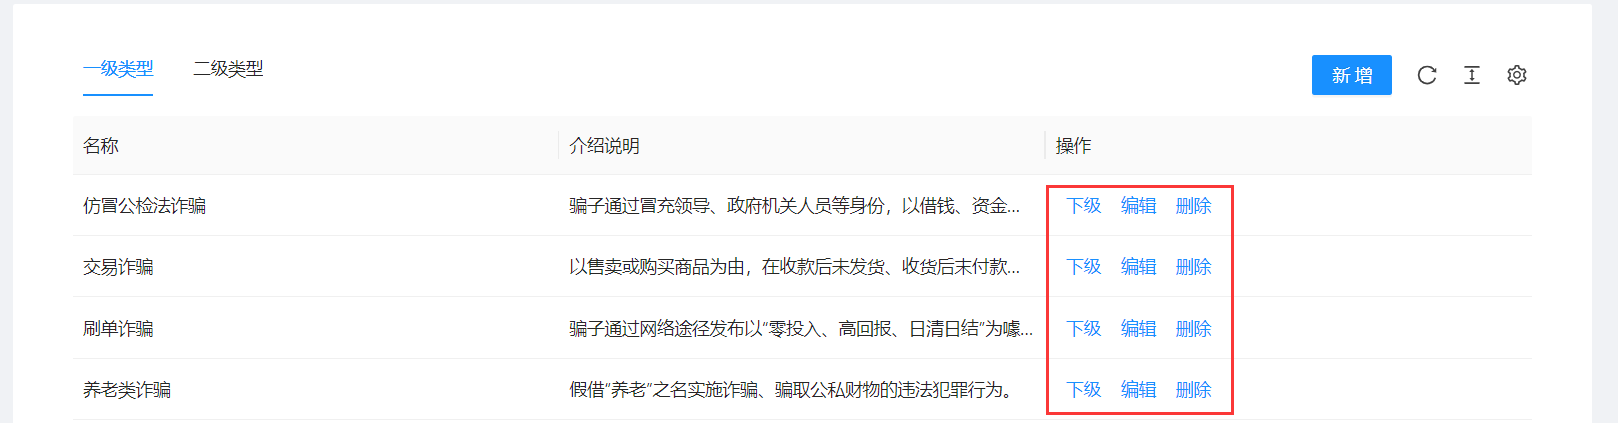 一级类型 二级类型 新增
名称 介绍说明 操作
仿冒公检法诈骗 骗子通过冒充领导、政府机关人员等身份，以借钱、资金... 下级 编辑 删除
交易诈骗 以售卖或购买商品为由，在收款后未发货、收货后未付款... 下级 编辑 删除
刷单诈骗 骗子通过网络途径发布以“零投入、高回报、日清日结”为噱... 下级 编辑 删除
养老类诈骗 假借“养老”之名实施诈骗、骗取公私财物的违法犯罪行为。 下级 编辑 删除